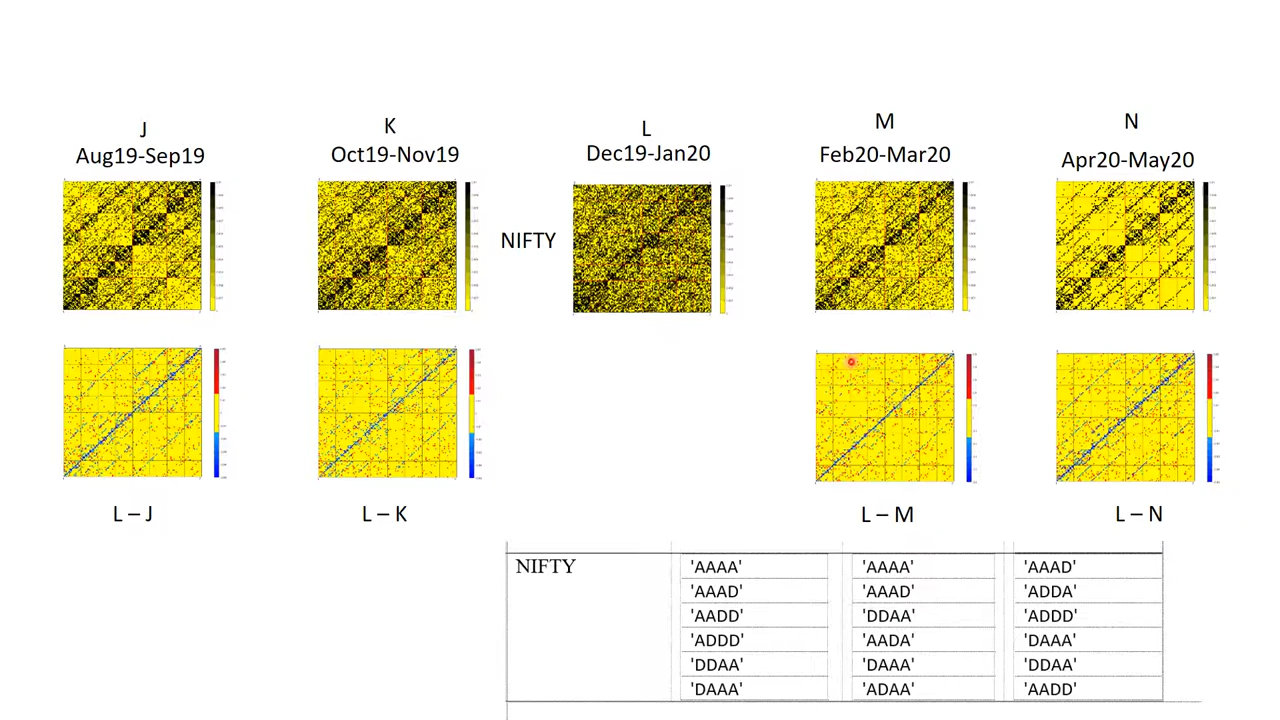 J
Aug19-Sep19
K
Oct19-Nov19
L
Dec19-Jan20
M
Feb20-Mar20
N
Apr20-May20
NIFTY
L – J
L – K
L – M
L – N
NIFTY
'AAAA' 'AAAA' 'AAAD'
'AAAD' 'AAAD' 'ADDA'
'AADD' 'DDAA' 'ADDD'
'ADDD' 'AADA' 'DAAA'
'DDAA' 'DAAA' 'DDAA'
'DAAA' 'ADAA' 'AADD'